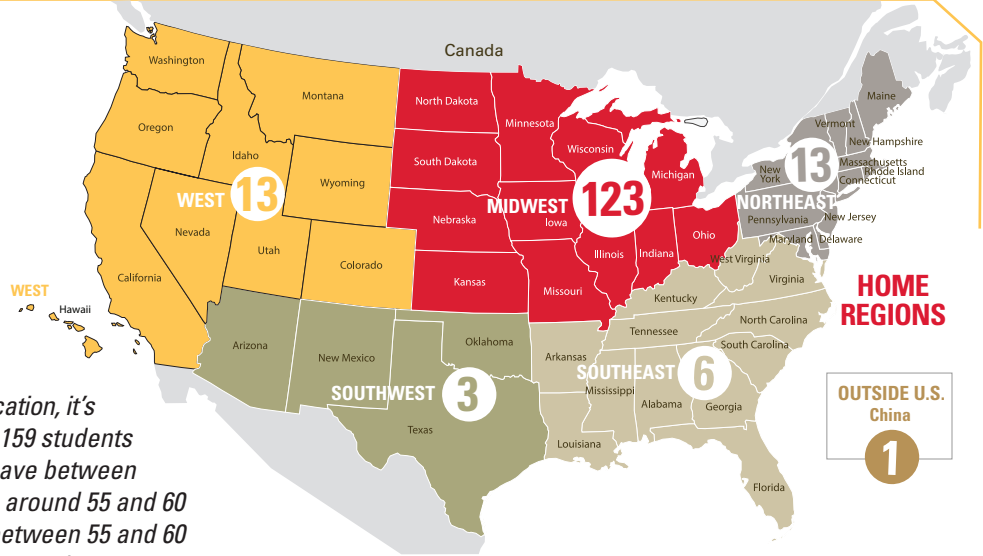 Canada
Washington
Montana
North Dakota
Minnesota
Maine
Oregon
Vermont
New Hampshire
Idaho
South Dakota
Wisconsin
Michigan
New
York
13
Massachusetts
Rhode Island
Connecticut
Wyoming
WEST 13
MIDWEST 123
NORTHEAST
Nebraska
Iowa
Pennsylvania
New Jersey
Nevada
Utah
Colorado
Ohio
Maryland
Delaware
Illinois
Indiana
West Virginia
California
Kansas
Missouri
Virginia
WEST
Hawaii
Kentucky
HOME
REGIONS
North Carolina
Tennessee
Arizona
New Mexico
Oklahoma
Arkansas
South Carolina
SOUTHEAST 6
SOUTHWEST 3
Mississippi
Alabama
Georgia
OUTSIDE U.S.
China
1
Texas
Louisiana
Florida
cation, it's
159 students
ave between
around 55 and 60
between 55 and 60